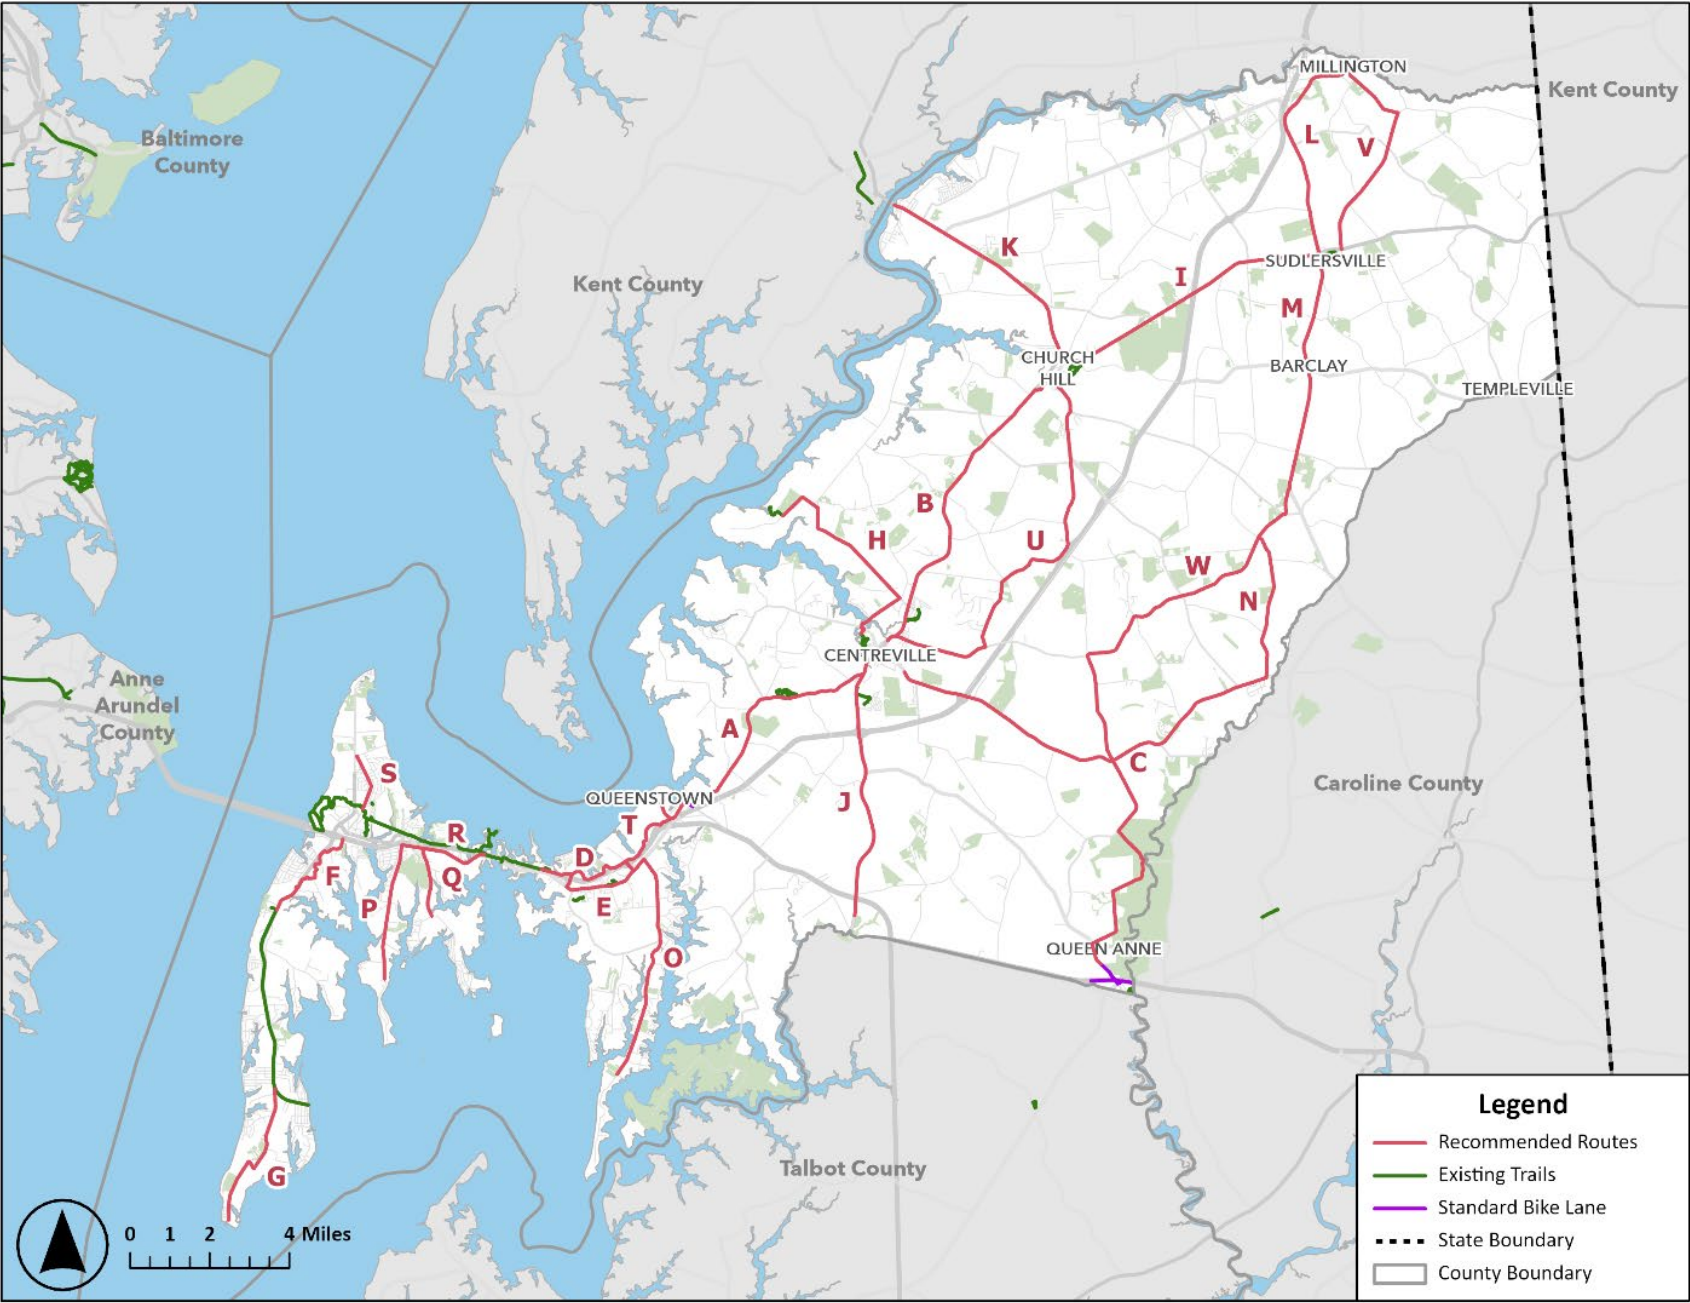 MILLINGTON
Kent County
Baltimore
County
L
V
K
Kent County
I
SUDLERSVILLE
M
CHURCH
HILL
BARCLAY
TEMPLEVILLE
B
H
U
W
N
CENTREVILLE
Anne
Arundel
County
A
C
S
QUEENSTOWN
J
Caroline County
T
R
D
F
Q
P
E
O
QUEEN ANNE
G
Talbot County
0 1 2 4 Miles
Legend
Recommended Routes
Existing Trails
Standard Bike Lane
State Boundary
County Boundary